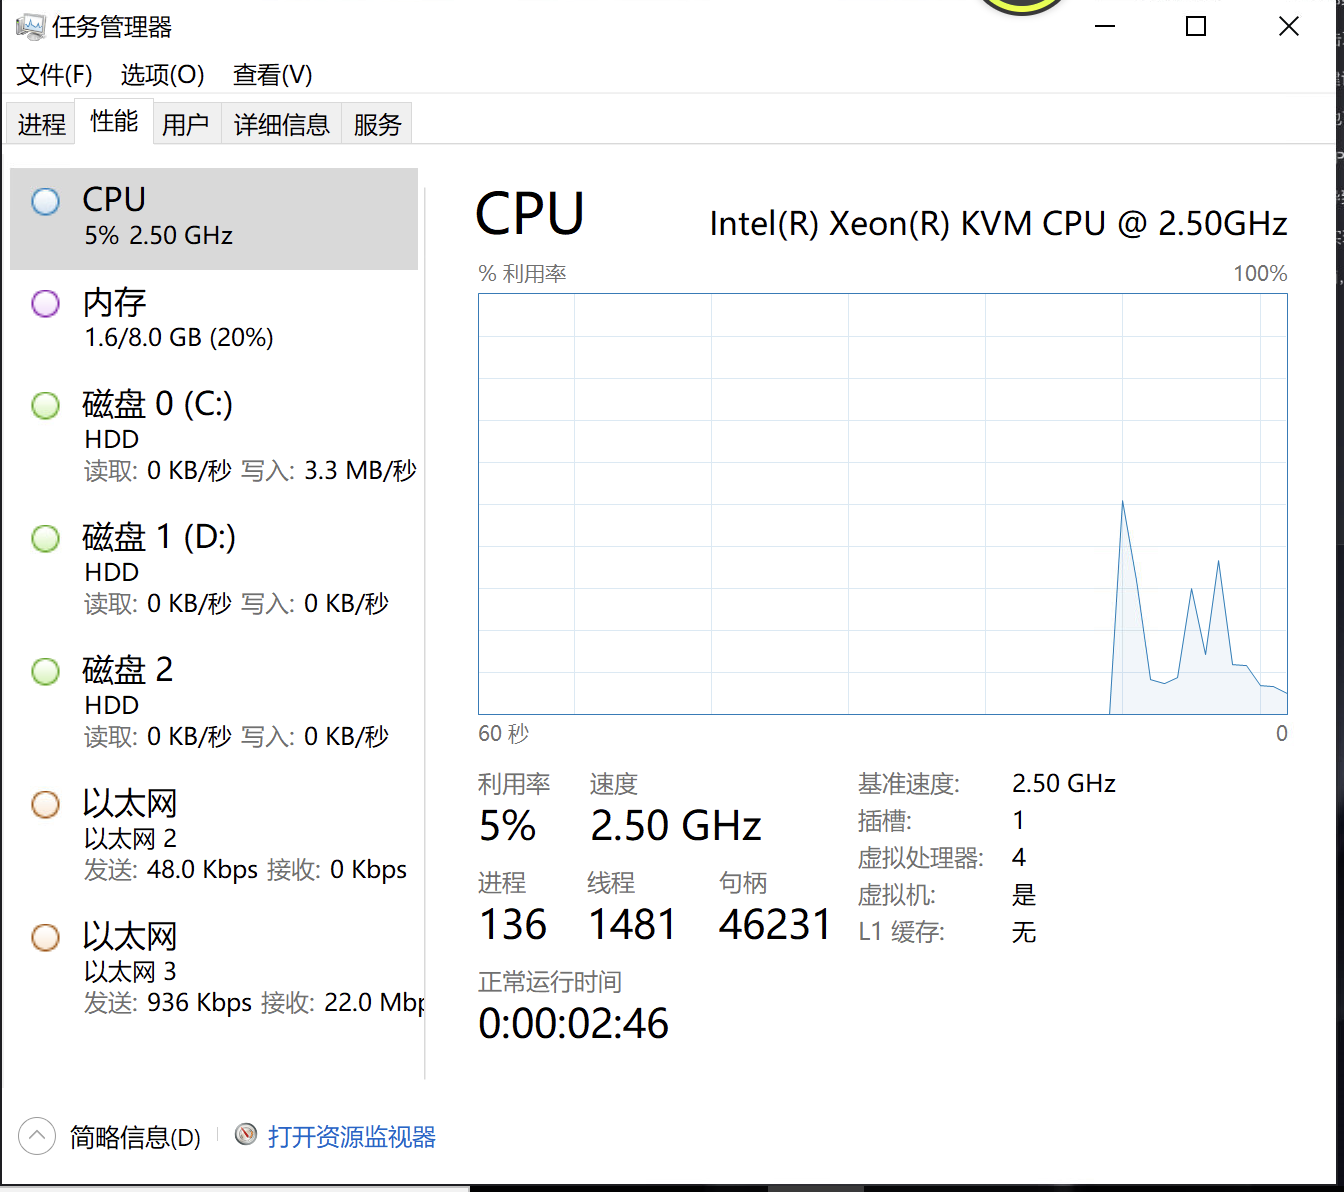 任务管理器
文件(F) 选项(O) 查看(V)
进程 性能 用户 详细信息 服务
CPU
5% 2.50 GHz
内存
1.6/8.0 GB (20%)
磁盘 0 (C:)
HDD
读取: 0 KB/秒 写入: 3.3 MB/秒
磁盘 1 (D:)
HDD
读取: 0 KB/秒 写入: 0 KB/秒
磁盘 2
HDD
读取: 0 KB/秒 写入: 0 KB/秒
以太网
以太网 2
发送: 48.0 Kbps 接收: 0 Kbps
以太网
以太网 3
发送: 936 Kbps 接收: 22.0 Mbp
CPU
Intel(R) Xeon(R) KVM CPU @ 2.50GHz
% 利用率 100%
60 秒 0
利用率 速度
5% 2.50 GHz
进程 线程 句柄
136 1481 46231
正常运行时间
0:00:02:46
基准速度: 2.50 GHz
插槽: 1
虚拟处理器: 4
虚拟机: 是
L1 缓存: 无
简略信息(D) 打开资源监视器